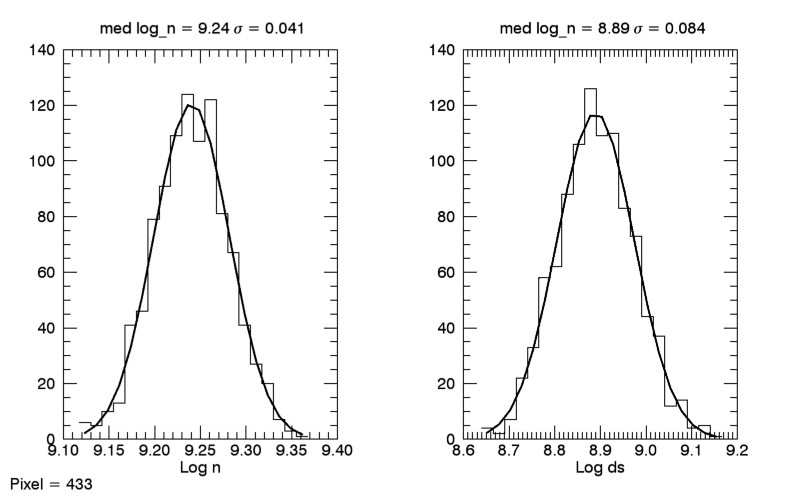 med log_n = 9.24 σ = 0.041
140
120
100
80
60
40
20
0
9.10 9.15 9.20 9.25 9.30 9.35 9.40
Log n
med log_n = 8.89 σ = 0.084
140
120
100
80
60
40
20
0
8.6 8.7 8.8 8.9 9.0 9.1 9.2
Log ds
Pixel = 433